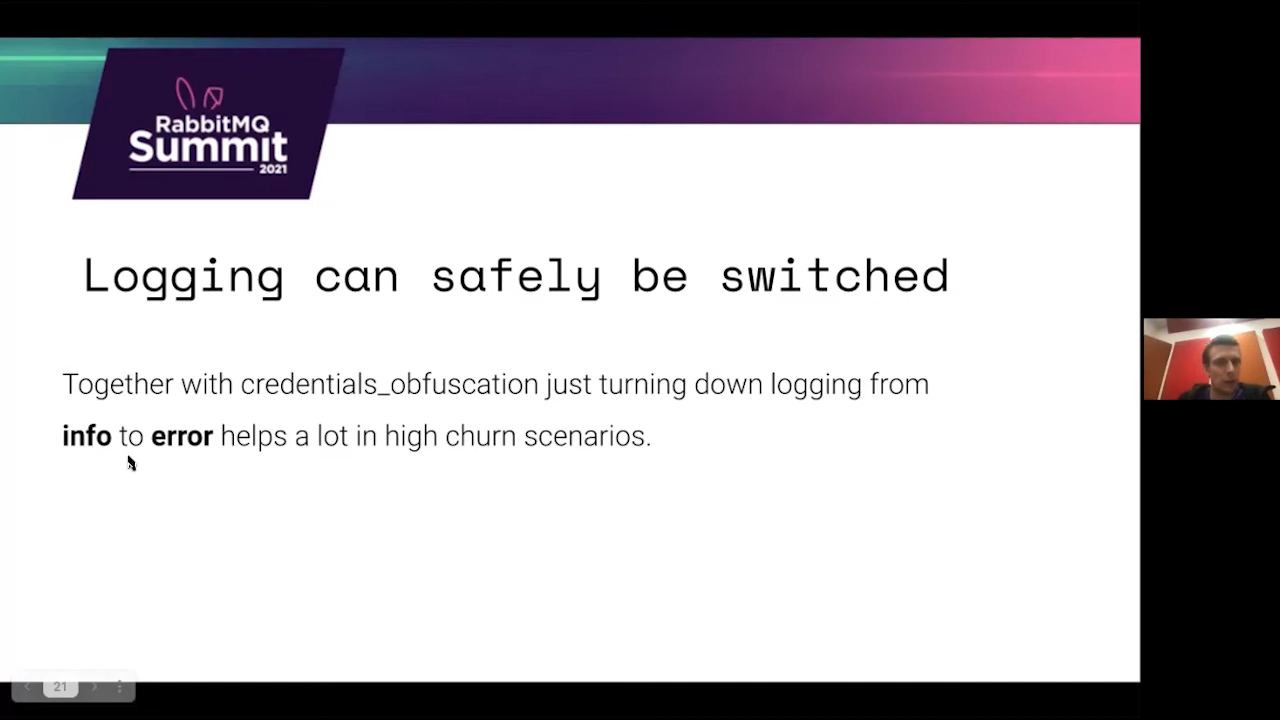 RabbitMQ
Summit
2021
Logging can safely be switched
Together with credentials_obfuscation just turning down logging from
info to error helps a lot in high churn scenarios.
21